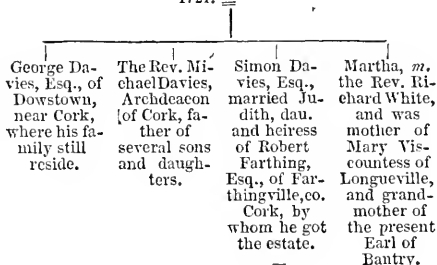 George Da-
vies, Esq., of
Dowstown,
near Cork,
where his fa-
mily still
reside.
The Rev. Mi-
chael Davies,
Archdeacon
[of Cork, fa-
ther of
several sons
and daugh-
ters.
Simon Da-
vies, Esq.,
married Ju-
dith, dau.
and heiress
of Robert
Farthing,
Esq., of Far-
thingville, co.
Cork, by
whom he got
the estate.
Martha, m.
the Rev. Ri-
chard White,
and was
mother of
Mary Vis-
countess of
Longueville,
and grand-
mother of
the present
Earl of
Bantry.